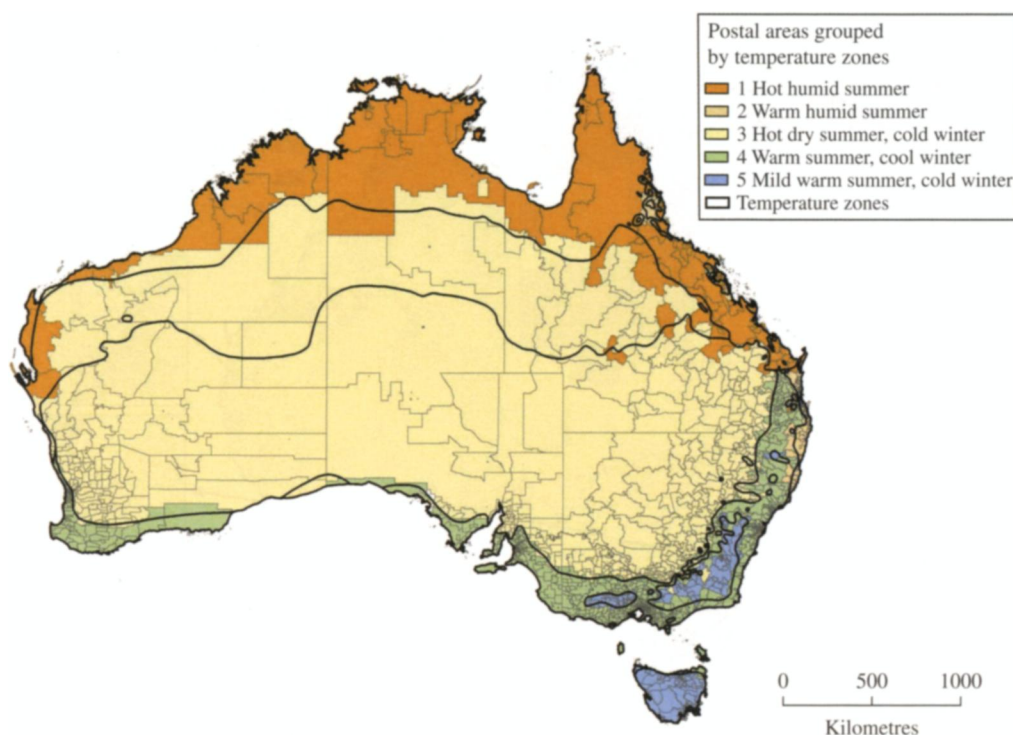 Postal areas grouped
by temperature zones
1 Hot humid summer
2 Warm humid summer
3 Hot dry summer, cold winter
4 Warm summer, cool winter
5 Mild warm summer, cold winter
Temperature zones
0 500 1000
Kilometres